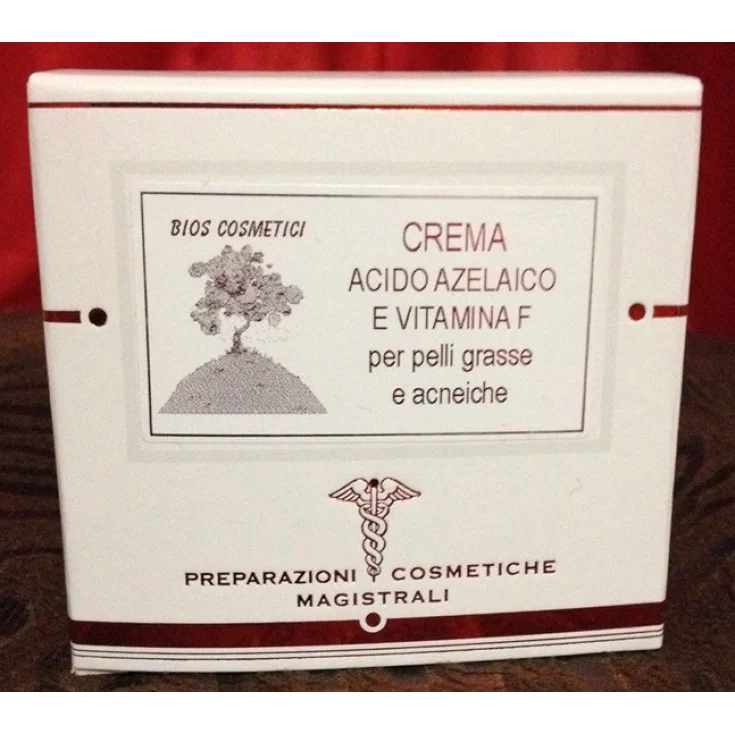 BIOS COSMETICI
CREMA
ACIDO AZELAICO
E VITAMINA F
per pelli grasse
e acneiche
PREPARAZIONI COSMETICHE
MAGISTRALI